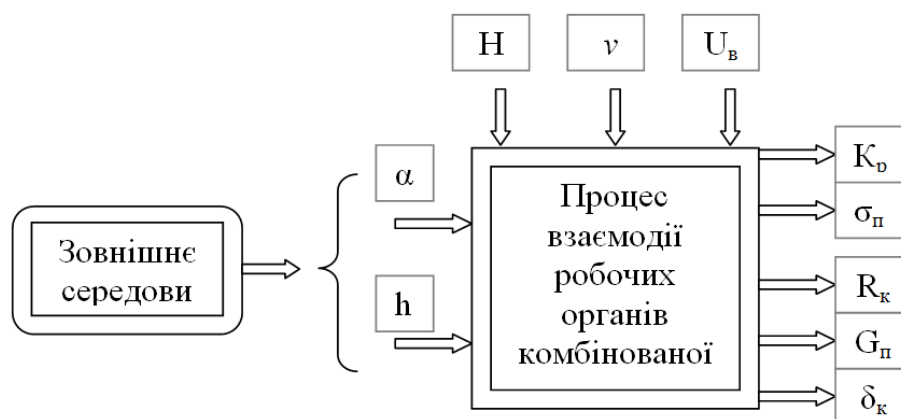 H
v
Uв
α
h
Зовнішнє
середови
Процес
взаємодії
робочих
органів
комбінованої
Kр
σп
Rк
Gп
δк